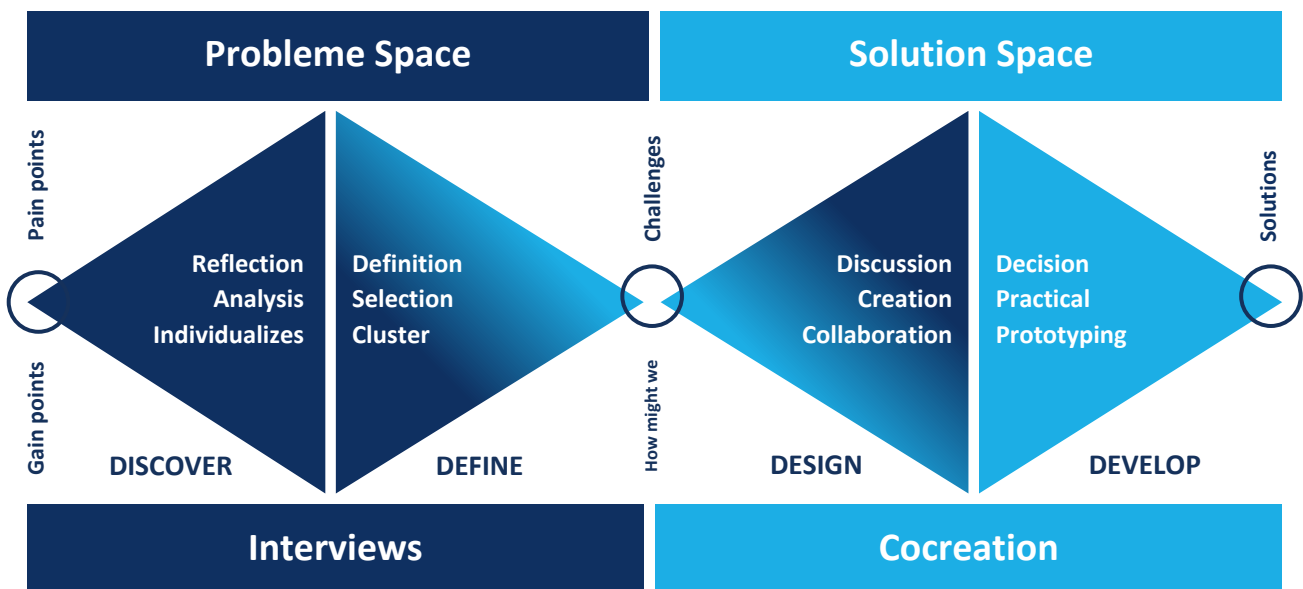 Probleme Space
Solution Space
Pain points
Gain points
Reflection
Analysis
Individualizes
DISCOVER
Definition
Selection
Cluster
DEFINE
Challenges
How might we
Discussion
Creation
Collaboration
DESIGN
Decision
Practical
Prototyping
DEVELOP
Solutions
Interviews
Cocreation